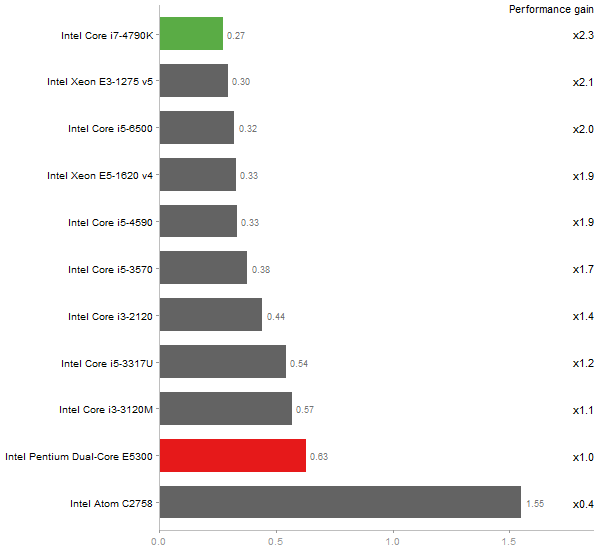 Performance gain
Intel Core i7-4790K 0.27 x2.3
Intel Xeon E3-1275 v5 0.30 x2.1
Intel Core i5-6500 0.32 x2.0
Intel Xeon E5-1620 v4 0.33 x1.9
Intel Core i5-4590 0.33 x1.9
Intel Core i5-3570 0.38 x1.7
Intel Core i3-2120 0.44 x1.4
Intel Core i5-3317U 0.54 x1.2
Intel Core i3-3120M 0.57 x1.1
Intel Pentium Dual-Core E5300 0.63 x1.0
Intel Atom C2758 1.55 x0.4
0.0 0.5 1.0 1.5